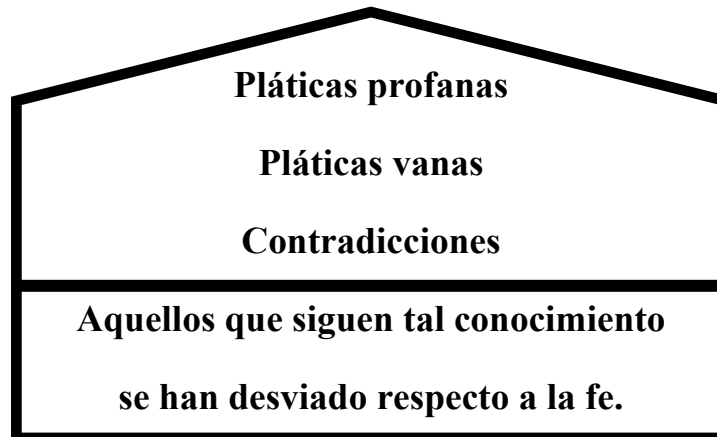 Pláticas profanas
Pláticas vanas
Contradicciones
Aquellos que siguen tal conocimiento
se han desviado respecto a la fe.